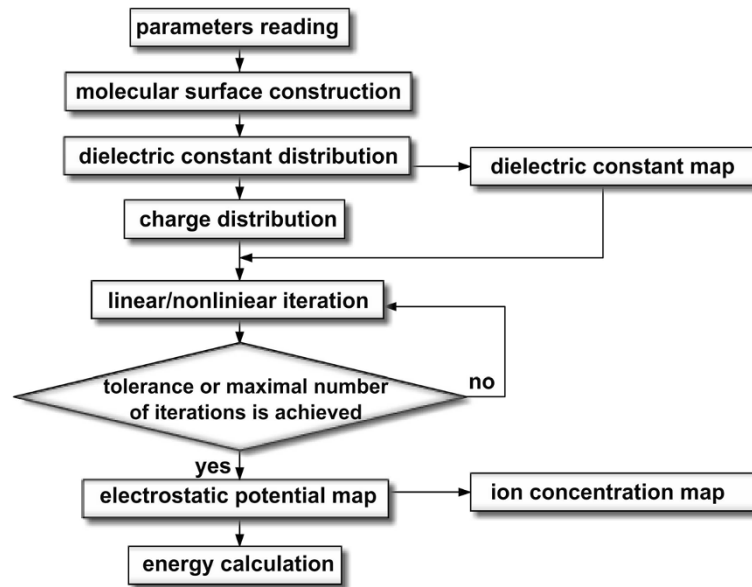 parameters reading
molecular surface construction
dielectric constant distribution
dielectric constant map
charge distribution
linear/nonliniear iteration
no
tolerance or maximal number
of iterations is achieved
yes
electrostatic potential map
ion concentration map
energy calculation